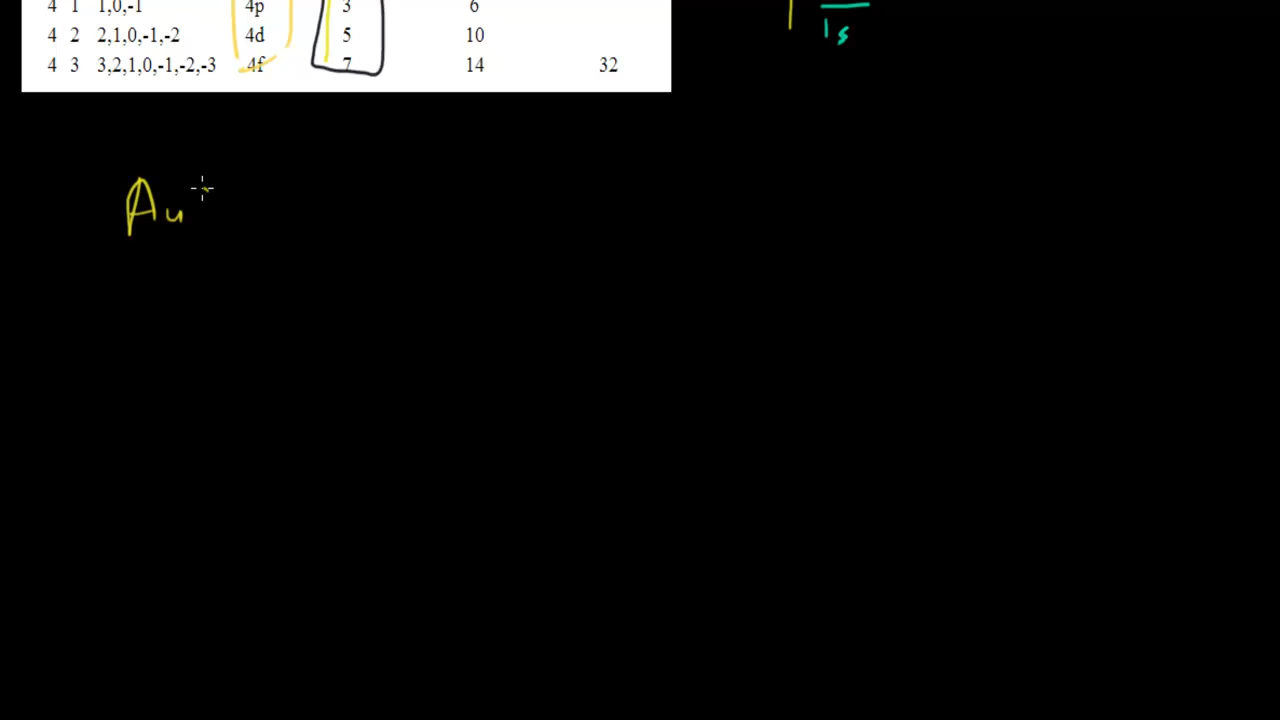 4 1 1,0,-1 4p 3 6
4 2 2,1,0,-1,-2 4d 5 10
4 3 3,2,1,0,-1,-2,-3 4f 7 14 32
1s
Au